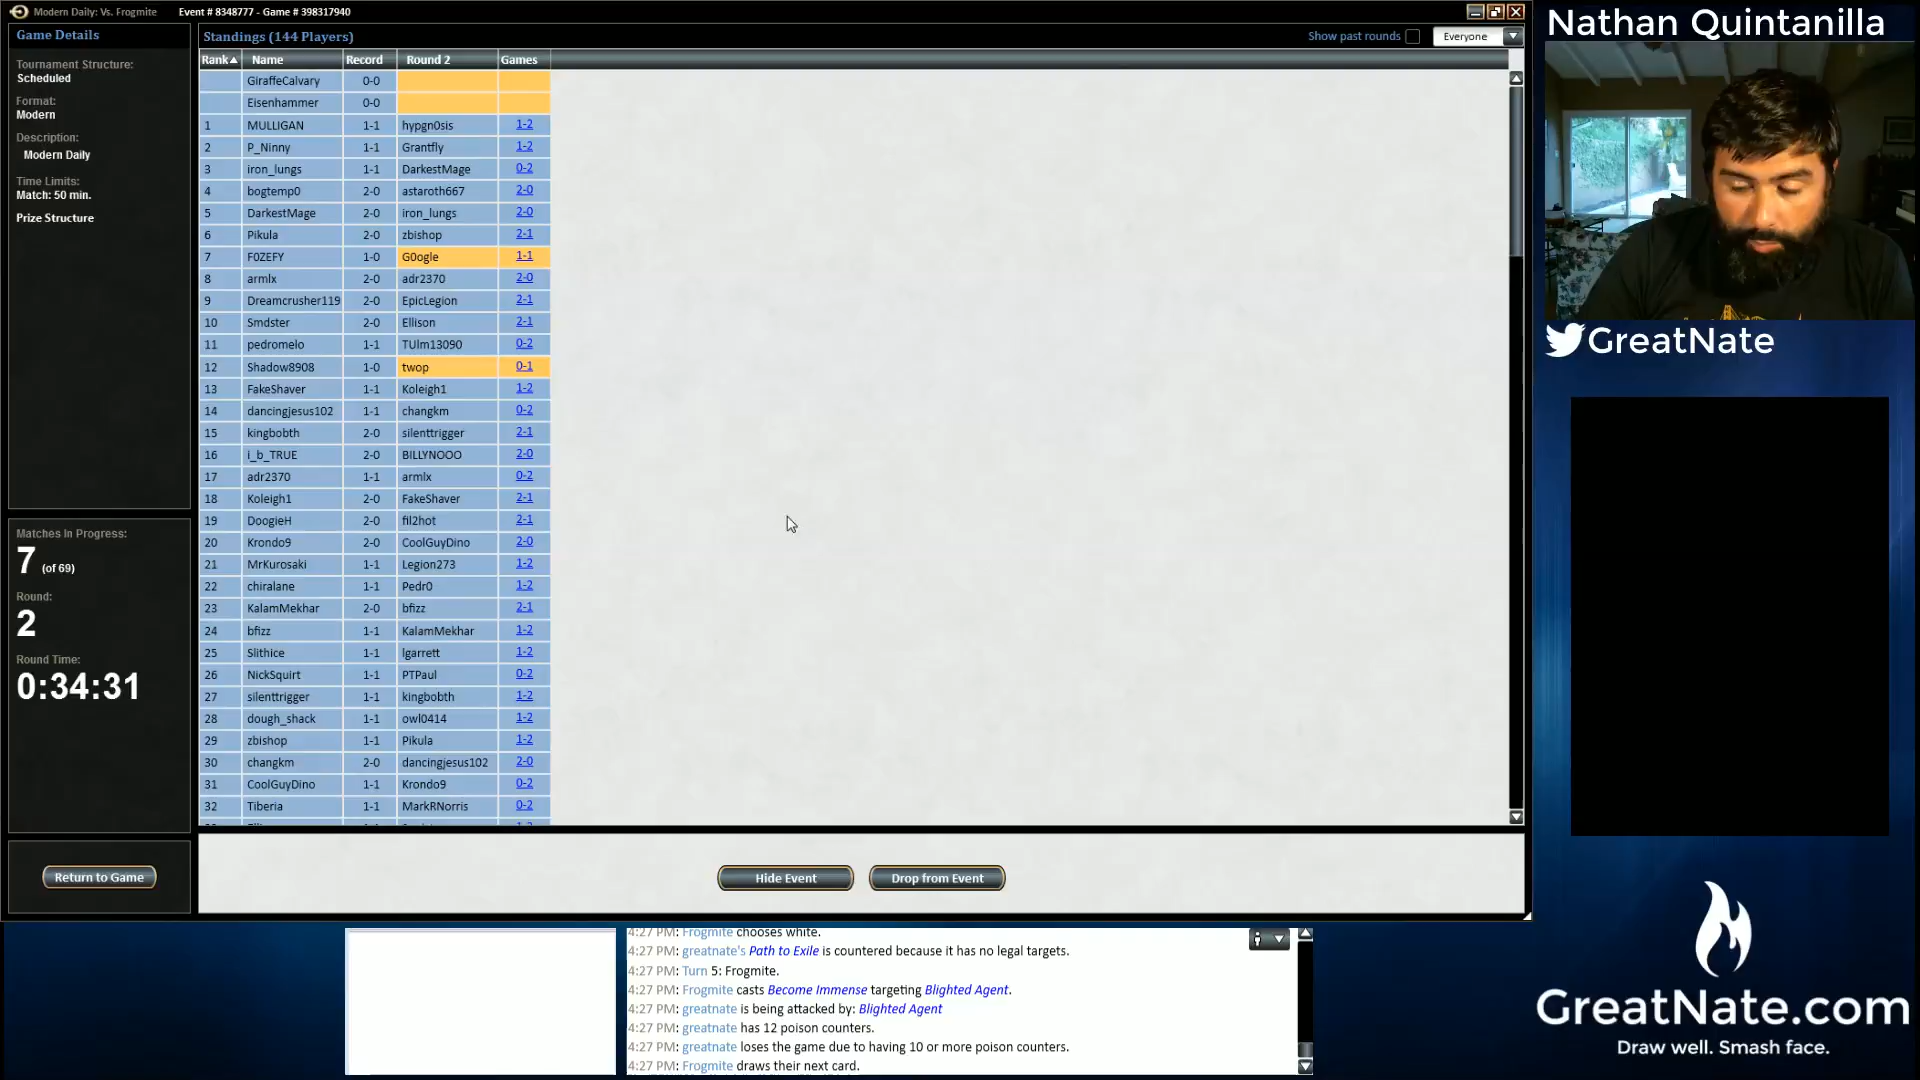 Modern Daily: Vs. Frogmite Event # 8348777 - Game # 398317940
Nathan Quintanilla
Game Details
Standings (144 Players)
Show past rounds Everyone
Tournament Structure:
Scheduled
Format:
Modern
Description:
Modern Daily
Time Limits:
Match: 50 min.
Prize Structure
Rank Name Record Round 2 Games
GiraffeCalvary 0-0
Eisenhammer 0-0
1 MULLIGAN 1-1 hypgn0sis 1-2
2 P_Ninny 1-1 Grantfly 1-2
3 iron_lungs 1-1 DarkestMage 0-2
4 bogtemp0 2-0 astaroth667 2-0
5 DarkestMage 2-0 iron_lungs 2-0
6 Pikula 2-0 zbishop 2-1
7 F0ZEFY 1-0 G0ogle 1-1
8 armlx 2-0 adr2370 2-0
9 Dreamcrusher119 2-0 EpicLegion 2-1
10 Smdster 2-0 Ellison 2-1
11 pedromelo 1-1 TUlm13090 0-2
12 Shadow8908 1-0 twop 0-1
13 FakeShaver 1-1 Koleigh1 1-2
14 dancingjesus102 1-1 changkm 0-2
15 kingbobth 2-0 silenttrigger 2-1
16 i_b_TRUE 2-0 BILLYNOOO 2-0
17 adr2370 1-1 armlx 0-2
18 Koleigh1 2-0 FakeShaver 2-1
19 DoogieH 2-0 fil2hot 2-1
20 Krondo9 2-0 CoolGuyDino 2-0
21 MrKurosaki 1-1 Legion273 1-2
22 chiralane 1-1 Pedr0 1-2
23 KalamMekhar 2-0 bfizz 2-1
24 bfizz 1-1 KalamMekhar 1-2
25 Slithice 1-1 lgarrett 1-2
26 NickSquirt 1-1 PTPaul 0-2
27 silenttrigger 1-1 kingbobth 1-2
28 dough_shack 1-1 owl0414 1-2
29 zbishop 1-1 Pikula 1-2
30 changkm 2-0 dancingjesus102 2-0
31 CoolGuyDino 1-1 Krondo9 0-2
32 Tiberia 1-1 MarkRNorris 0-2
Matches In Progress:
7 (of 69)
Round:
2
Round Time:
0:34:31
Return to Game
Hide Event Drop from Event
GreatNate
4:27 PM: Frogmite chooses white.
4:27 PM: greatnate's Path to Exile is countered because it has no legal targets.
4:27 PM: Turn 5: Frogmite.
4:27 PM: Frogmite casts Become Immense targeting Blighted Agent.
4:27 PM: greatnate is being attacked by: Blighted Agent
4:27 PM: greatnate has 12 poison counters.
4:27 PM: greatnate loses the game due to having 10 or more poison counters.
4:27 PM: Frogmite draws their next card.
GreatNate.com
Draw well. Smash face.